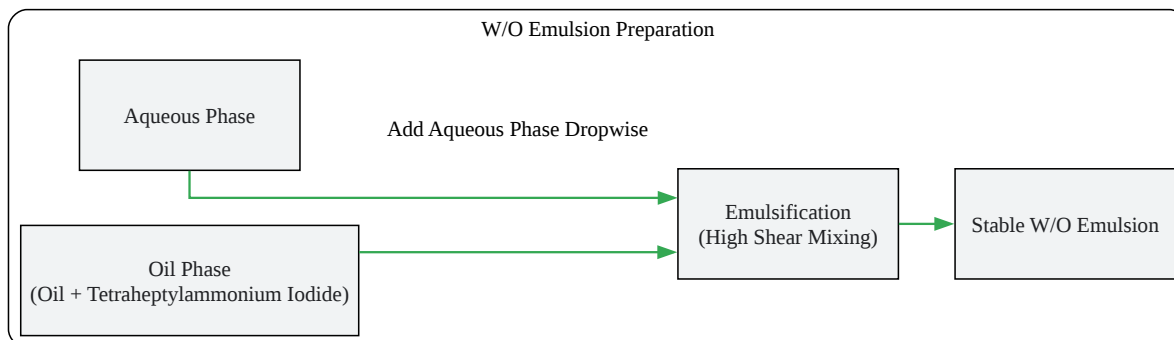 W/O Emulsion Preparation
Aqueous Phase
Add Aqueous Phase Dropwise
Emulsification
(High Shear Mixing)
Stable W/O Emulsion
Oil Phase
(Oil + Tetraheptylammonium Iodide)